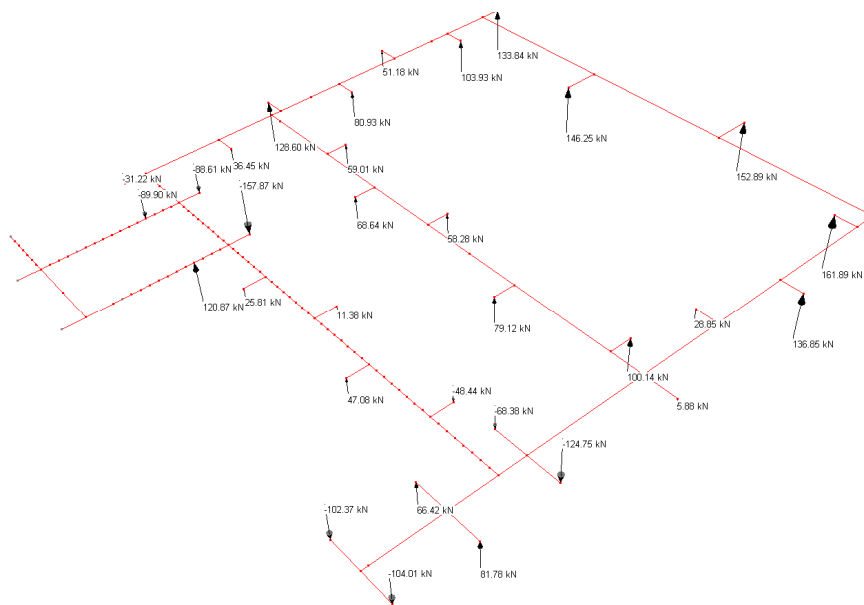 133.84 kN
51.18 kN
103.93 kN
80.93 kN
146.25 kN
128.60 kN
152.89 kN
36.45 kN
59.01 kN
-31.22 kN
-88.61 kN
-89.90 kN
-157.87 kN
68.64 kN
58.28 kN
161.89 kN
120.87 kN
25.81 kN
11.38 kN
79.12 kN
28.85 kN
136.85 kN
100.14 kN
47.08 kN
-48.44 kN
5.88 kN
-68.38 kN
-124.75 kN
-102.37 kN
66.42 kN
81.78 kN
-104.01 kN